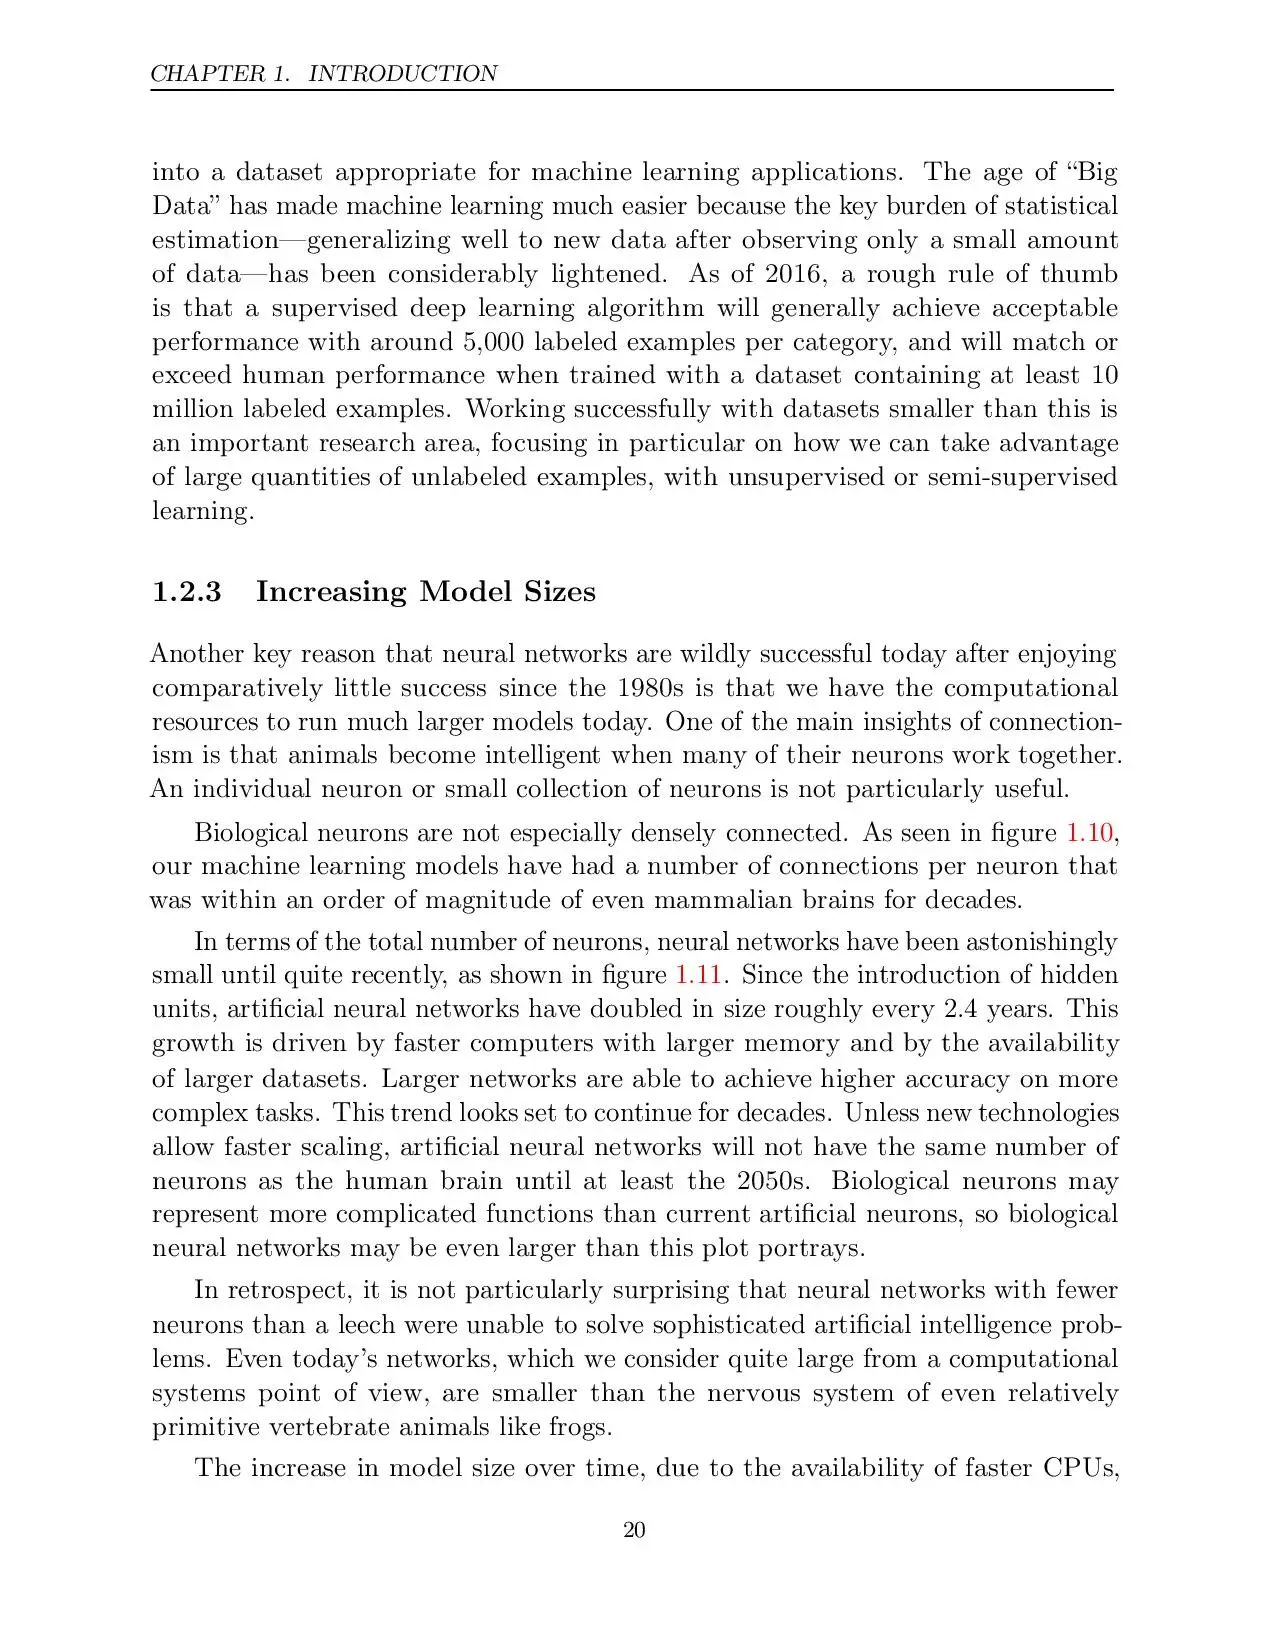 CHAPTER 1. INTRODUCTION
into a dataset appropriate for machine learning applications. The age of “Big
Data” has made machine learning much easier because the key burden of statistical
estimation—generalizing well to new data after observing only a small amount
of data—has been considerably lightened. As of 2016, a rough rule of thumb
is that a supervised deep learning algorithm will generally achieve acceptable
performance with around 5,000 labeled examples per category, and will match or
exceed human performance when trained with a dataset containing at least 10
million labeled examples. Working successfully with datasets smaller than this is
an important research area, focusing in particular on how we can take advantage
of large quantities of unlabeled examples, with unsupervised or semi-supervised
learning.
1.2.3 Increasing Model Sizes
Another key reason that neural networks are wildly successful today after enjoying
comparatively little success since the 1980s is that we have the computational
resources to run much larger models today. One of the main insights of connection-
ism is that animals become intelligent when many of their neurons work together.
An individual neuron or small collection of neurons is not particularly useful.
Biological neurons are not especially densely connected. As seen in figure 1.10,
our machine learning models have had a number of connections per neuron that
was within an order of magnitude of even mammalian brains for decades.
In terms of the total number of neurons, neural networks have been astonishingly
small until quite recently, as shown in figure 1.11. Since the introduction of hidden
units, artificial neural networks have doubled in size roughly every 2.4 years. This
growth is driven by faster computers with larger memory and by the availability
of larger datasets. Larger networks are able to achieve higher accuracy on more
complex tasks. This trend looks set to continue for decades. Unless new technologies
allow faster scaling, artificial neural networks will not have the same number of
neurons as the human brain until at least the 2050s. Biological neurons may
represent more complicated functions than current artificial neurons, so biological
neural networks may be even larger than this plot portrays.
In retrospect, it is not particularly surprising that neural networks with fewer
neurons than a leech were unable to solve sophisticated artificial intelligence prob-
lems. Even today’s networks, which we consider quite large from a computational
systems point of view, are smaller than the nervous system of even relatively
primitive vertebrate animals like frogs.
The increase in model size over time, due to the availability of faster CPUs,
20